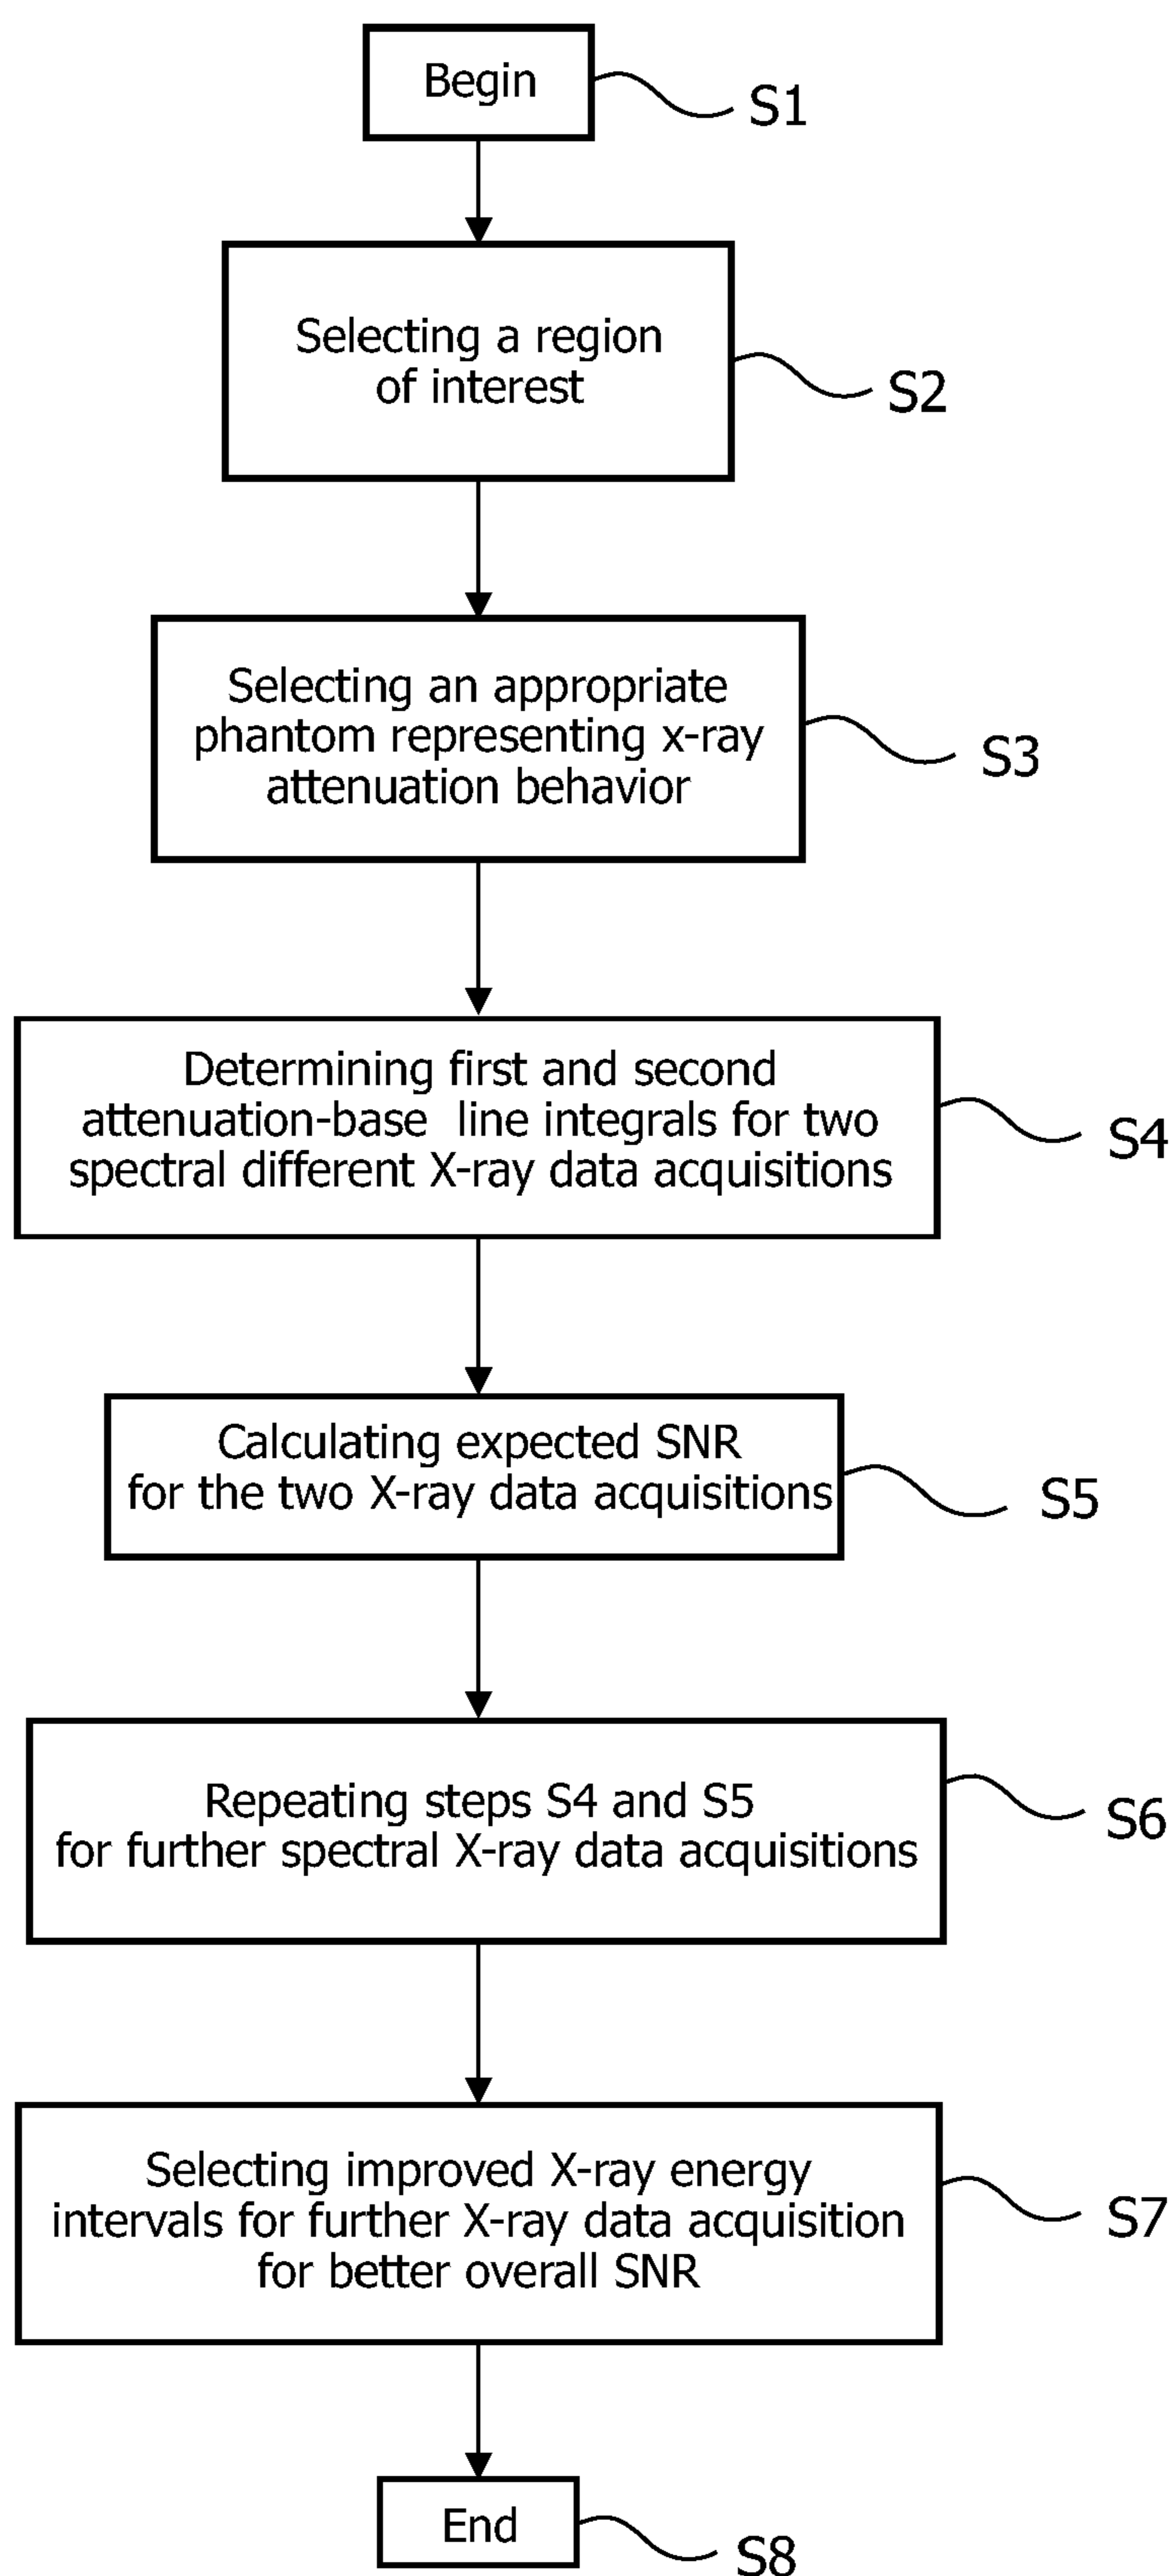 Begin
S1
Selecting a region
of interest
S2
Selecting an appropriate
phantom representing x-ray
attenuation behavior
S3
Determining first and second
attenuation-base line integrals for two
spectral different X-ray data acquisitions
S4
Calculating expected SNR
for the two X-ray data acquisitions
S5
Repeating steps S4 and S5
for further spectral X-ray data acquisitions
S6
Selecting improved X-ray energy
intervals for further X-ray data acquisition
for better overall SNR
S7
End
S8